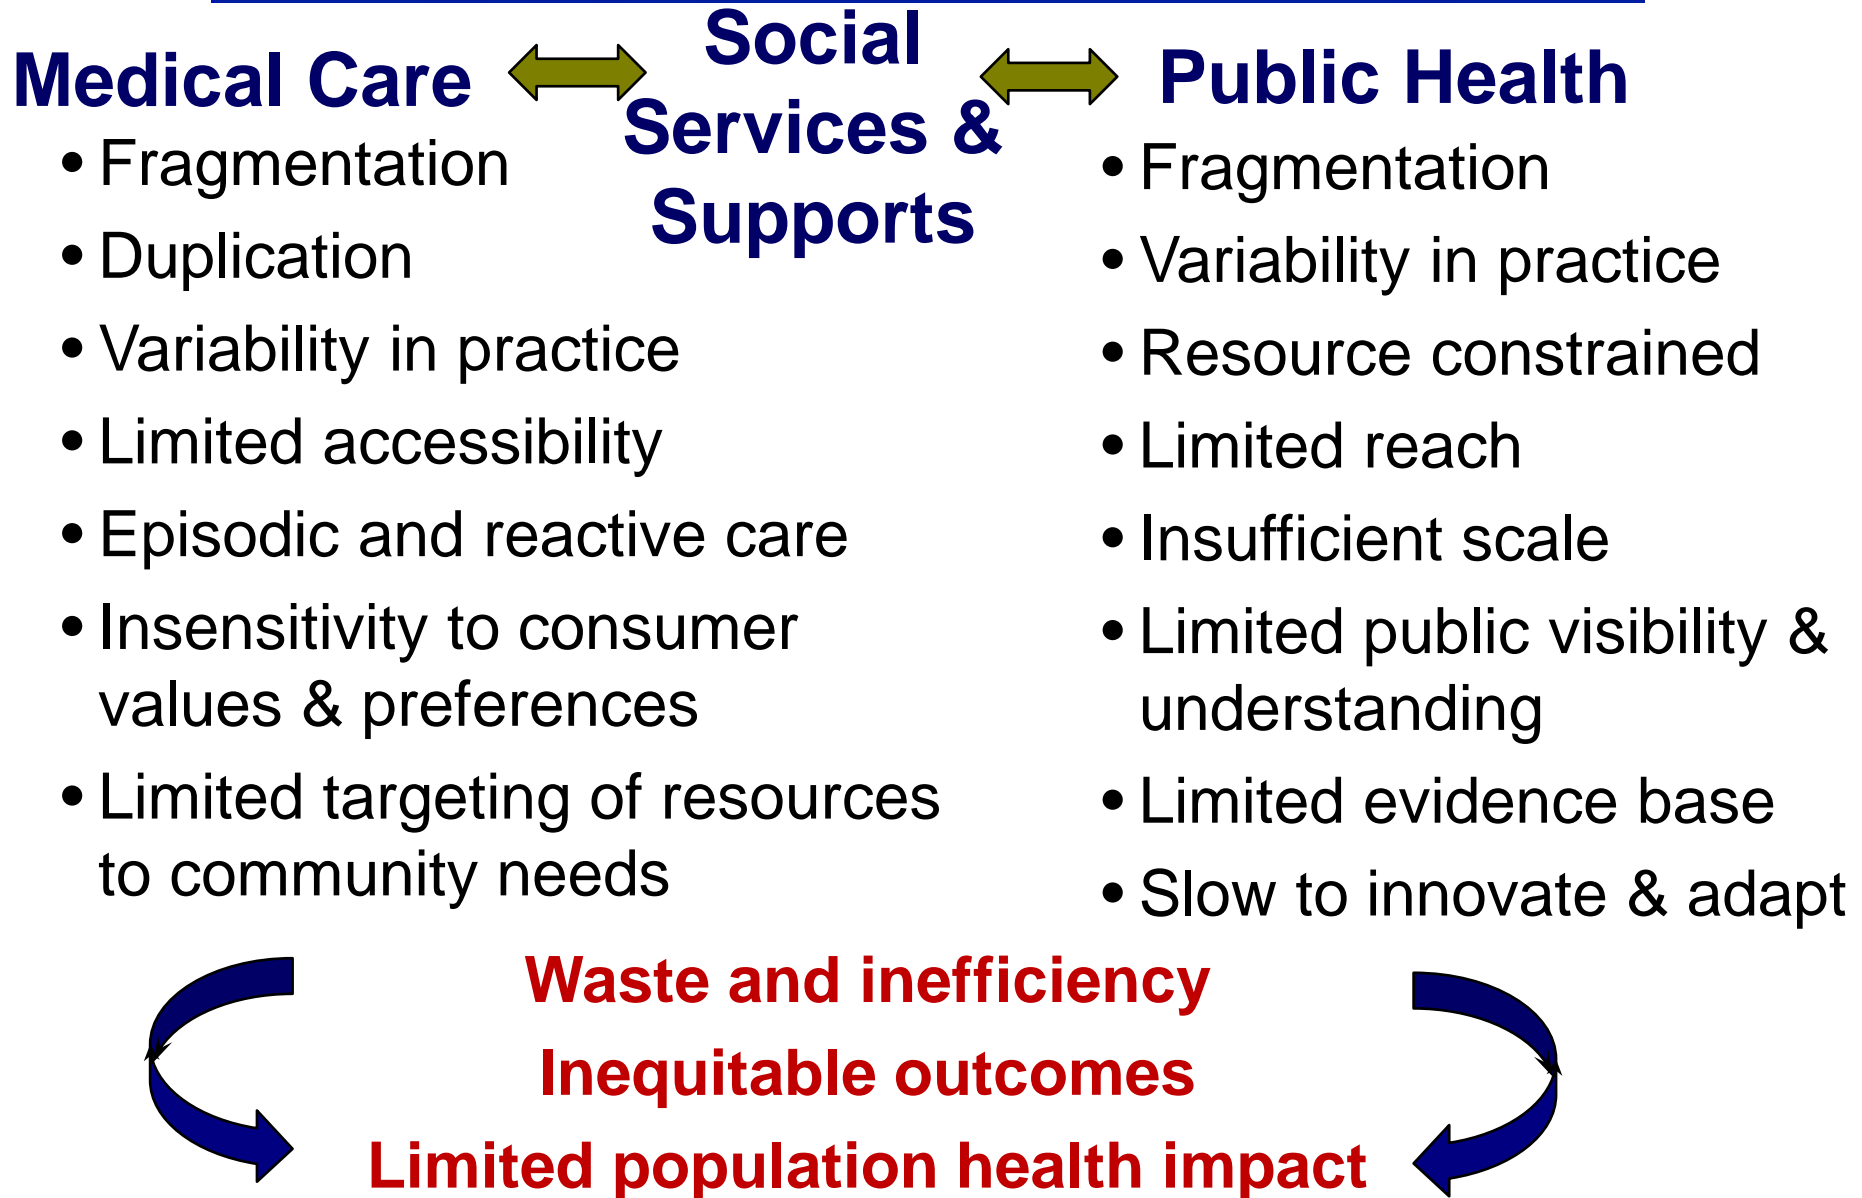 Medical Care
• Fragmentation
• Duplication
• Variability in practice
• Limited accessibility
• Episodic and reactive care
• Insensitivity to consumer
values & preferences
• Limited targeting of resources
to community needs
Social
Services &
Supports
Public Health
• Fragmentation
• Variability in practice
• Resource constrained
• Limited reach
• Insufficient scale
• Limited public visibility &
understanding
• Limited evidence base
• Slow to innovate & adapt
Waste and inefficiency
Inequitable outcomes
Limited population health impact